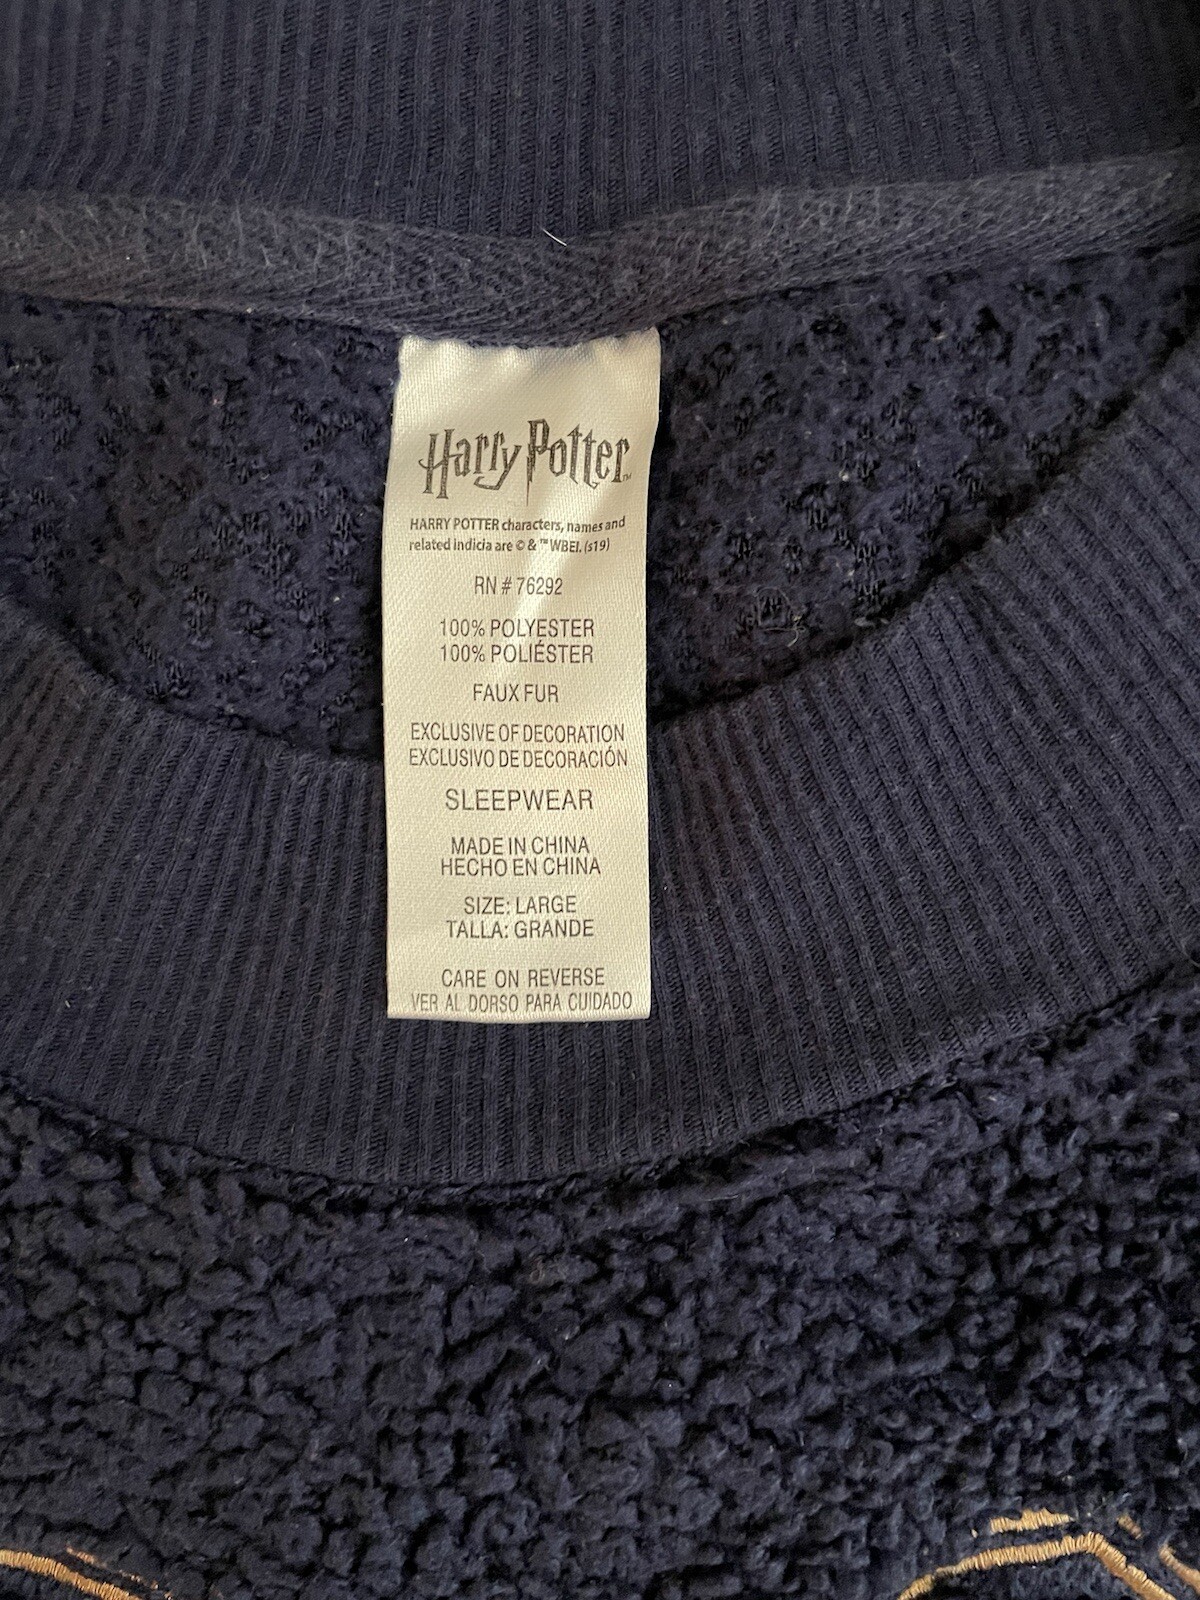 Harry Potter
HARRY POTTER characters, names and
related indicia are © & ™ WBEI. (s19)
RN # 76292
100% POLYESTER
100% POLIÉSTER
FAUX FUR
EXCLUSIVE OF DECORATION
EXCLUSIVO DE DECORACIÓN
SLEEPWEAR
MADE IN CHINA
HECHO EN CHINA
SIZE: LARGE
TALLA: GRANDE
CARE ON REVERSE
VER AL DORSO PARA CUIDADO